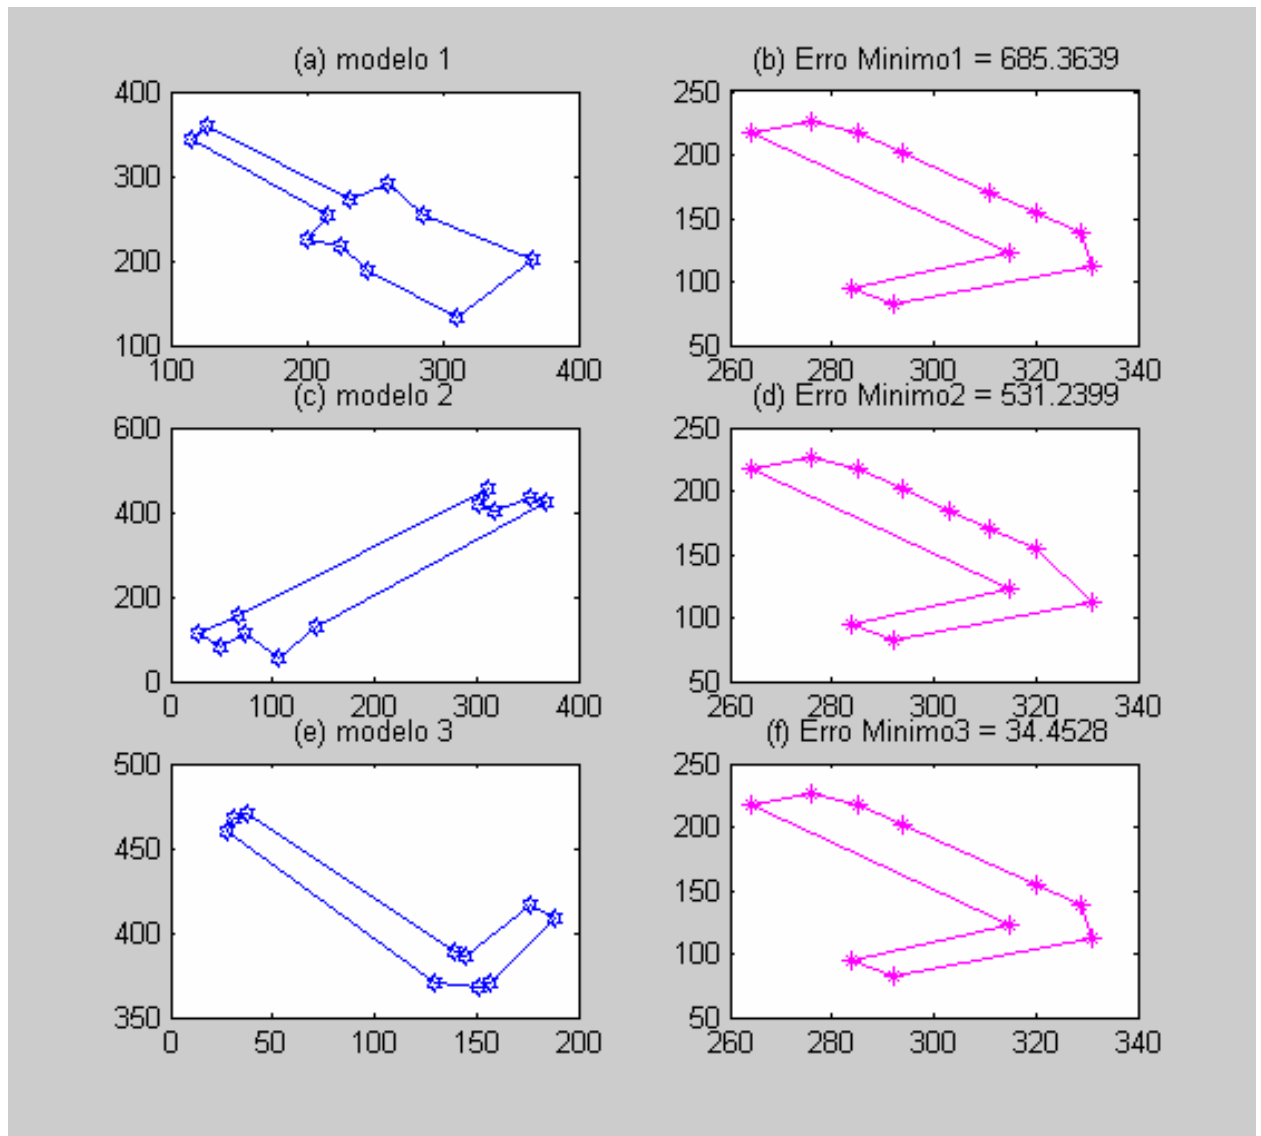 (a) modelo 1
(b) Erro Minimo1 = 685.3639
400
300
200
100
100 200 300 400
250
200
150
100
50
260 280 300 320 340
(c) modelo 2
(d) Erro Minimo2 = 531.2399
600
400
200
0
0 100 200 300 400
250
200
150
100
50
260 280 300 320 340
(e) modelo 3
(f) Erro Minimo3 = 34.4528
500
450
400
350
0 50 100 150 200
250
200
150
100
50
260 280 300 320 340